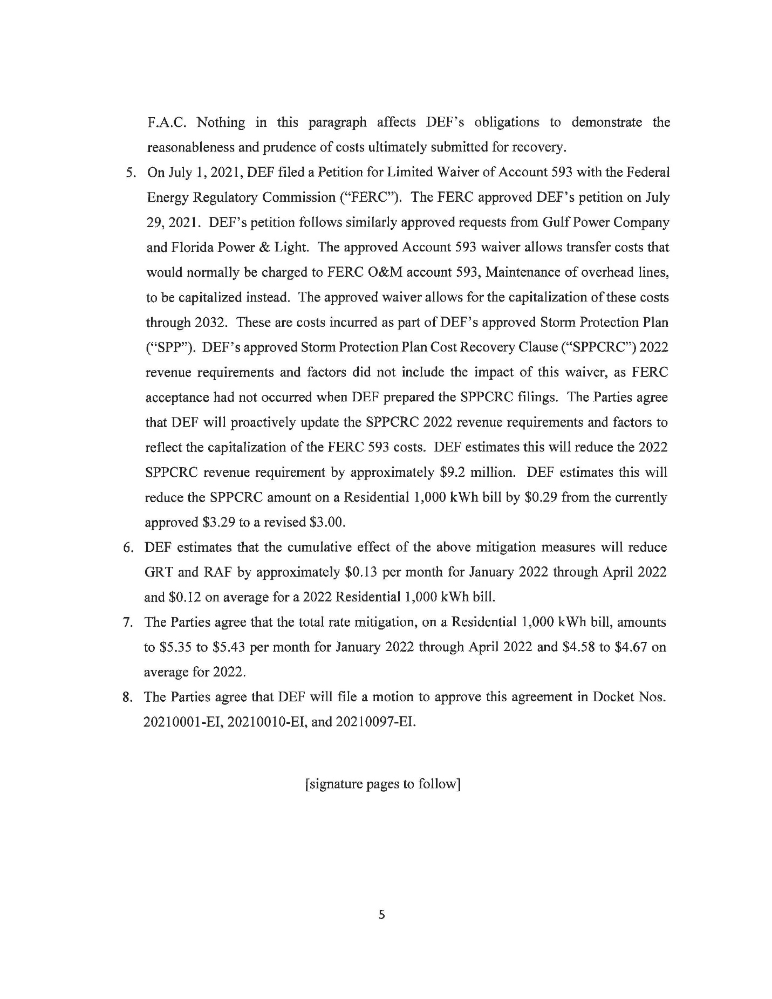 F.A.C. Nothing in this paragraph affects DEF's obligations to demonstrate the
reasonableness and prudence of costs ultimately submitted for recovery.
5. On July 1, 2021, DEF filed a Petition for Limited Waiver of Account 593 with the Federal
Energy Regulatory Commission (“FERC”). The FERC approved DEF's petition on July
29, 2021. DEF's petition follows similarly approved requests from Gulf Power Company
and Florida Power & Light. The approved Account 593 waiver allows transfer costs that
would normally be charged to FERC O&M account 593, Maintenance of overhead lines,
to be capitalized instead. The approved waiver allows for the capitalization of these costs
through 2032. These are costs incurred as part of DEF's approved Storm Protection Plan
(“SPP”). DEF's approved Storm Protection Plan Cost Recovery Clause (“SPPCRC”) 2022
revenue requirements and factors did not include the impact of this waiver, as FERC
acceptance had not occurred when DEF prepared the SPPCRC filings. The Parties agree
that DEF will proactively update the SPPCRC 2022 revenue requirements and factors to
reflect the capitalization of the FERC 593 costs. DEF estimates this will reduce the 2022
SPPCRC revenue requirement by approximately $9.2 million. DEF estimates this will
reduce the SPPCRC amount on a Residential 1,000 kWh bill by $0.29 from the currently
approved $3.29 to a revised $3.00.
6. DEF estimates that the cumulative effect of the above mitigation measures will reduce
GRT and RAF by approximately $0.13 per month for January 2022 through April 2022
and $0.12 on average for a 2022 Residential 1,000 kWh bill.
7. The Parties agree that the total rate mitigation, on a Residential 1,000 kWh bill, amounts
to $5.35 to $5.43 per month for January 2022 through April 2022 and $4.58 to $4.67 on
average for 2022.
8. The Parties agree that DEF will file a motion to approve this agreement in Docket Nos.
20210001-EI, 20210010-EI, and 20210097-EI.
[signature pages to follow]
5